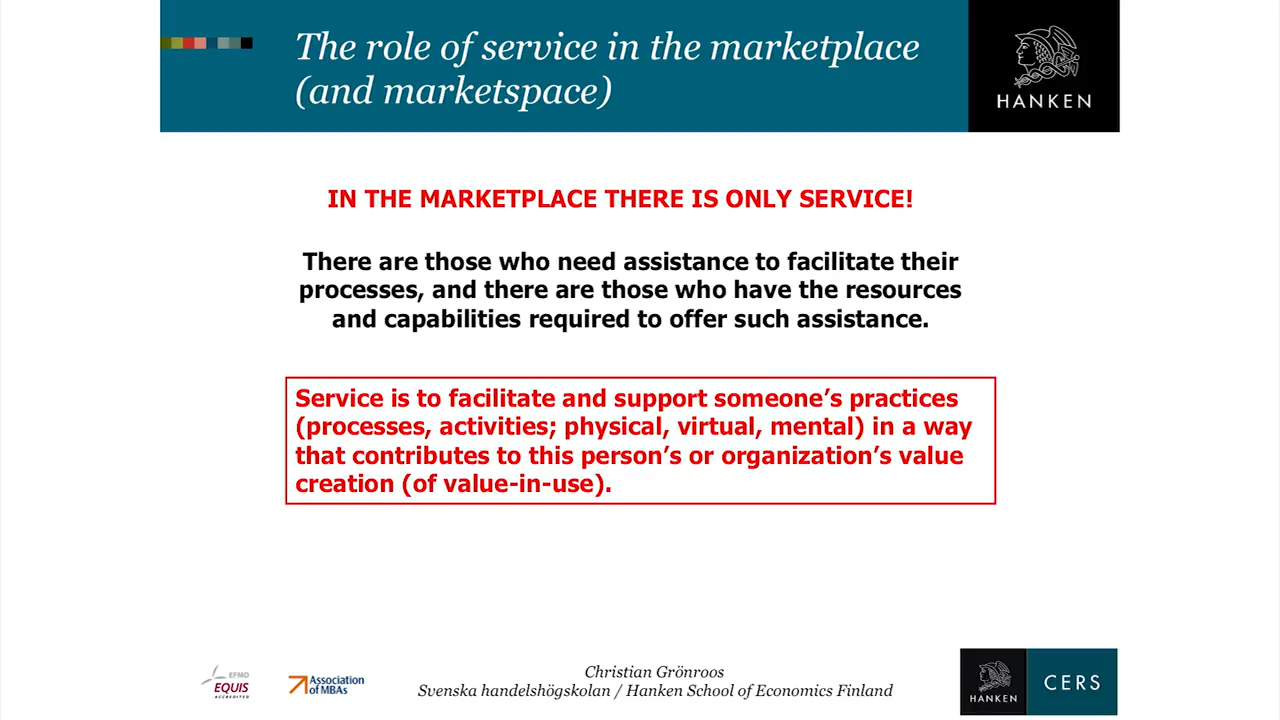 The role of service in the marketplace
(and marketspace)
HANKEN
IN THE MARKETPLACE THERE IS ONLY SERVICE!
There are those who need assistance to facilitate their
processes, and there are those who have the resources
and capabilities required to offer such assistance.
Service is to facilitate and support someone’s practices
(processes, activities; physical, virtual, mental) in a way
that contributes to this person’s or organization’s value
creation (of value-in-use).
EFMD
EQUIS
ACCREDITED
Association
of MBAs
Christian Grönroos
Svenska handelshögskolan / Hanken School of Economics Finland
HANKEN
CERS